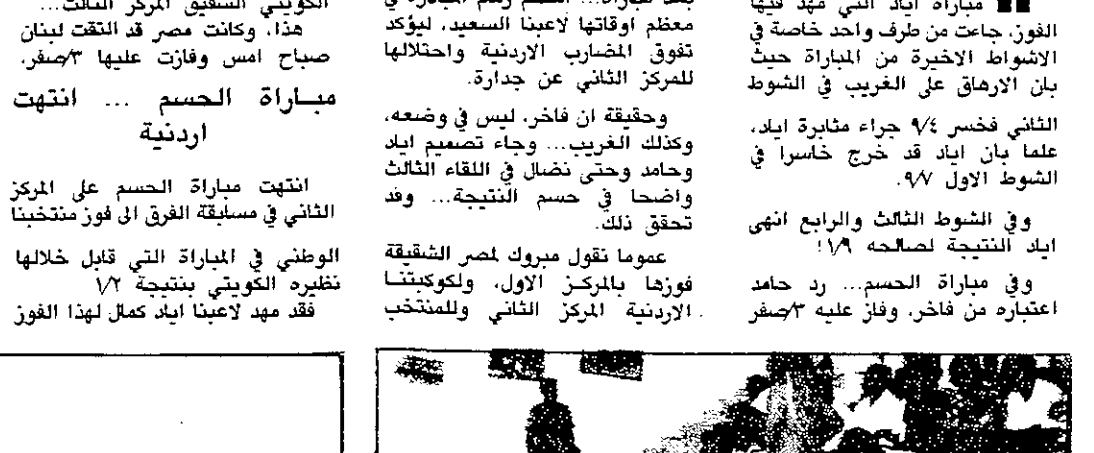 ■■ مباراة اياد التي مهد فيها
الفوز، جاءت من طرف واحد خاصة في
الاشواط الاخيرة من المباراة حيث
بان الارهاق على الغريب في الشوط
الثاني فخسر ٩/٤ جراء مثابرة اياد،
علما بان اياد قد خرج خاسرا في
الشوط الاول ٩/٧.
وفي الشوط الثالث والرابع انهى
اياد النتيجة لصالحه ١/٩!
وفي مباراة الحسم... رد حامد
اعتباره من فاخر، وفاز عليه ٣/صفر
معظم اوقاتها لاعبنا السعيد، ليؤكد
تفوق المضارب الاردنية واحتلالها
للمركز الثاني عن جدارة.
وحقيقة ان فاخر، ليس في وضعه،
وكذلك الغريب... وجاء تصميم اياد
وحامد وحتى نضال في اللقاء الثالث
واضحا في حسم النتيجة... وقد
تحقق ذلك.
عموما نقول مبروك لمصر الشقيقة
فوزها بالمركز الاول، ولكوكبتنا
الاردنية المركز الثاني وللمنتخب
الكويتي الشقيق المركز الثالث...
هذا، وكانت مصر قد التقت لبنان
صباح امس وفازت عليها ٣/صفر.
مباراة الحسم ... انتهت
اردنية
انتهت مباراة الحسم على المركز
الثاني في مسابقة الفرق الى فوز منتخبنا
الوطني في المباراة التي قابل خلالها
نظيره الكويتي بنتيجة ١/٢
فقد مهد لاعبنا اياد كمال لهذا الفوز